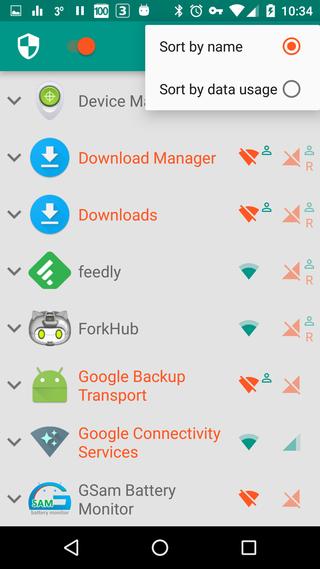 3°
100
3
10:34
Sort by name
Sort by data usage
Device Ma
Download Manager
R
Downloads
R
feedly
R
ForkHub
R
Google Backup
Transport
Google Connectivity
Services
GSam Battery
Monitor
SAM
battery monitor